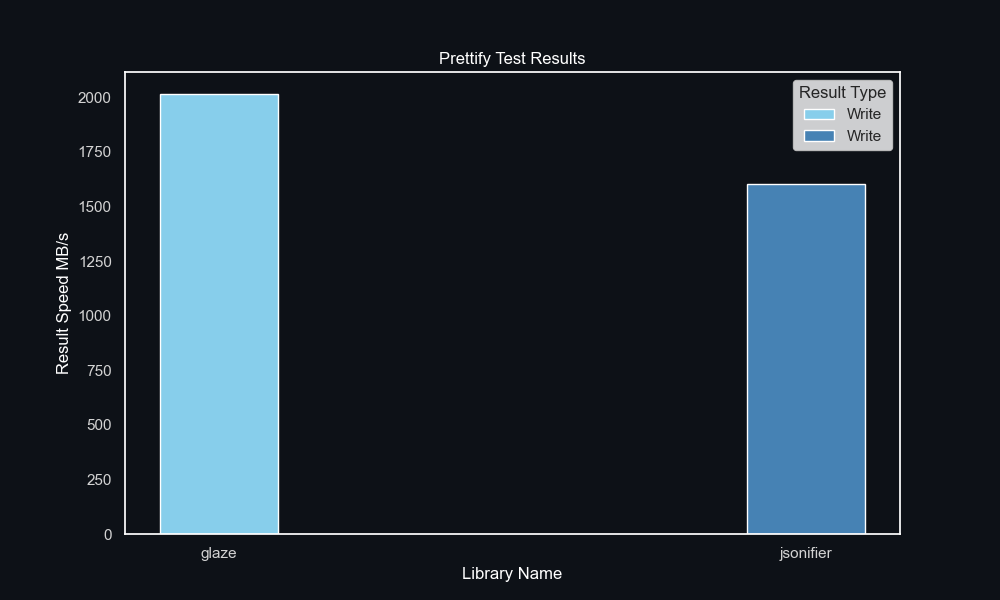 Prettify Test Results
Result Type
Write
Write
2000
1750
1500
1250
1000
750
500
250
0
Result Speed MB/s
glaze
jsonifier
Library Name